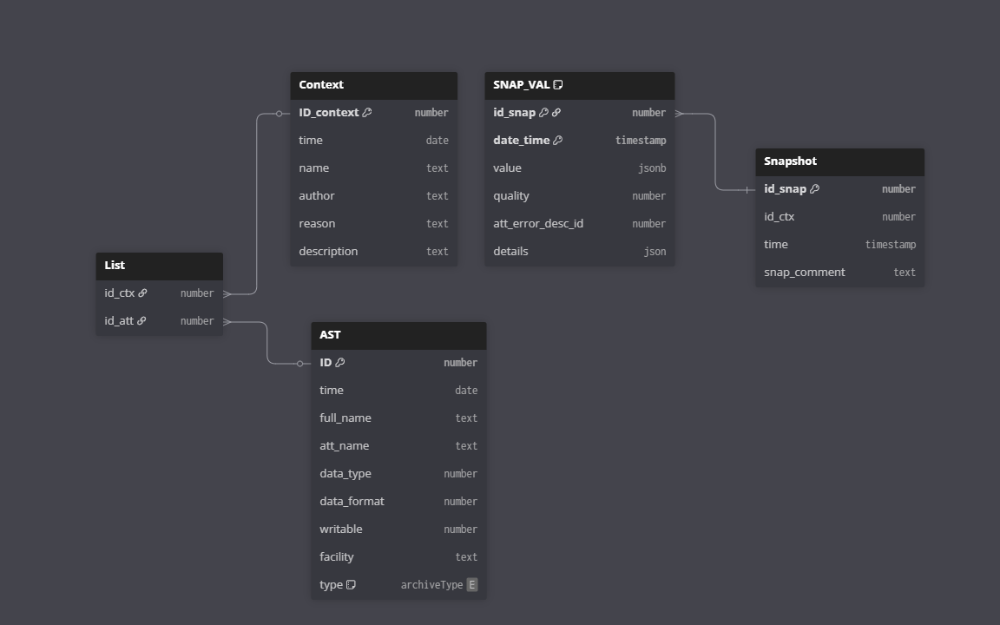 Context
ID_context number
time date
name text
author text
reason text
description text
SNAP_VAL
id_snap number
date_time timestamp
value jsonb
quality number
att_error_desc_id number
details json
Snapshot
id_snap number
id_ctx number
time timestamp
snap_comment text
List
id_ctx number
id_att number
AST
ID number
time date
full_name text
att_name text
data_type number
data_format number
writable number
facility text
type archiveType E